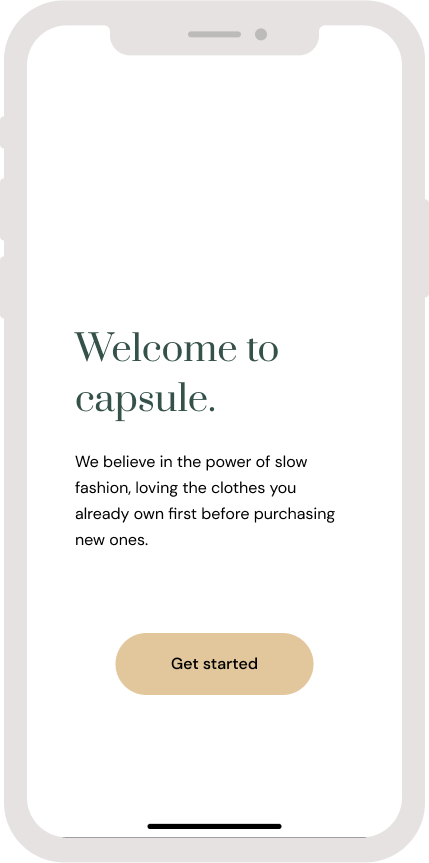 Welcome to
capsule.
We believe in the power of slow
fashion, loving the clothes you
already own first before purchasing
new ones.
Get started